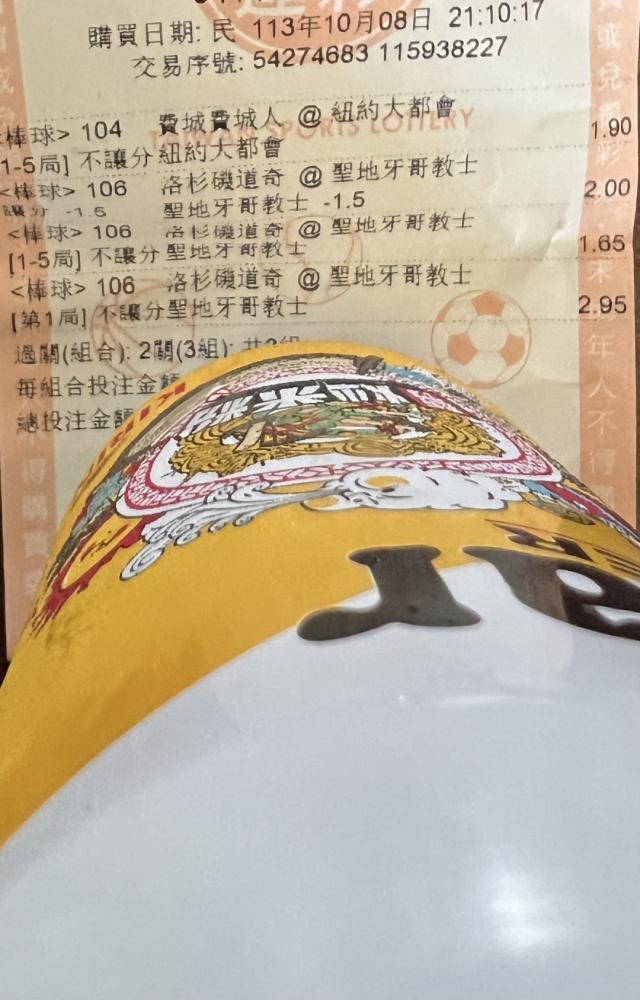 購買日期: 民 113年10月08日 21:10:17
交易序號: 54274683 115938227
TAIWAN SPORTS LOTTERY
<棒球> 104 費城費城人 @ 紐約大都會 1.90
[1-5局] 不讓分 紐約大都會
<棒球> 106 洛杉磯道奇 @ 聖地牙哥教士 2.00
讓分 -1.5 聖地牙哥教士 -1.5
<棒球> 106 洛杉磯道奇 @ 聖地牙哥教士 1.65
[1-5局] 不讓分 聖地牙哥教士
<棒球> 106 洛杉磯道奇 @ 聖地牙哥教士 2.95
[第1局] 不讓分 聖地牙哥教士
過關(組合): 2關(3組); 共3組
每組合投注金額
總投注金額